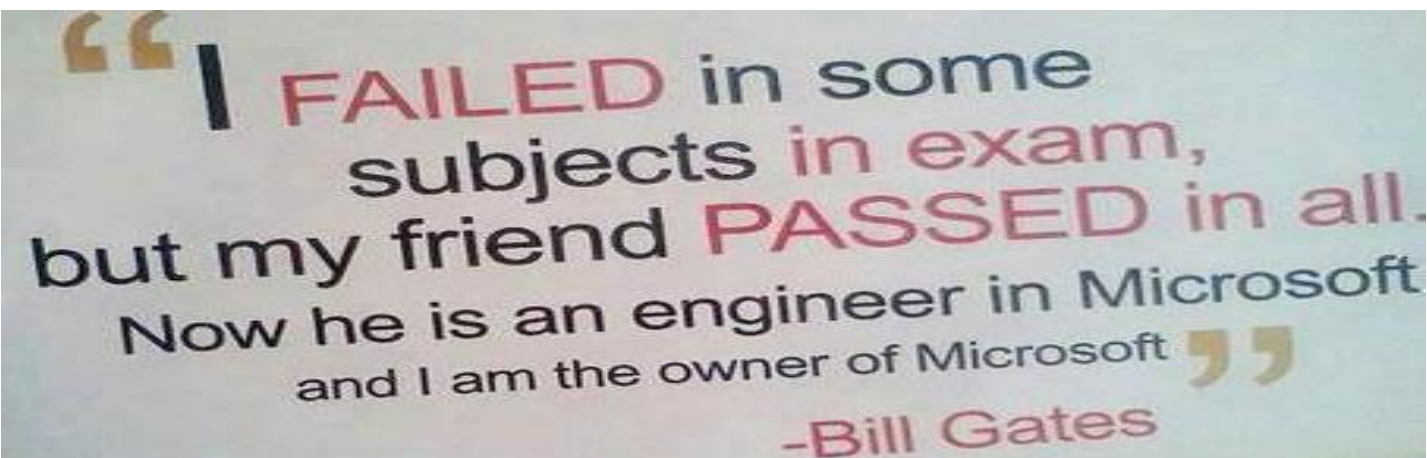 “I FAILED in some
subjects in exam,
but my friend PASSED in all.
Now he is an engineer in Microsoft
and I am the owner of Microsoft”
-Bill Gates